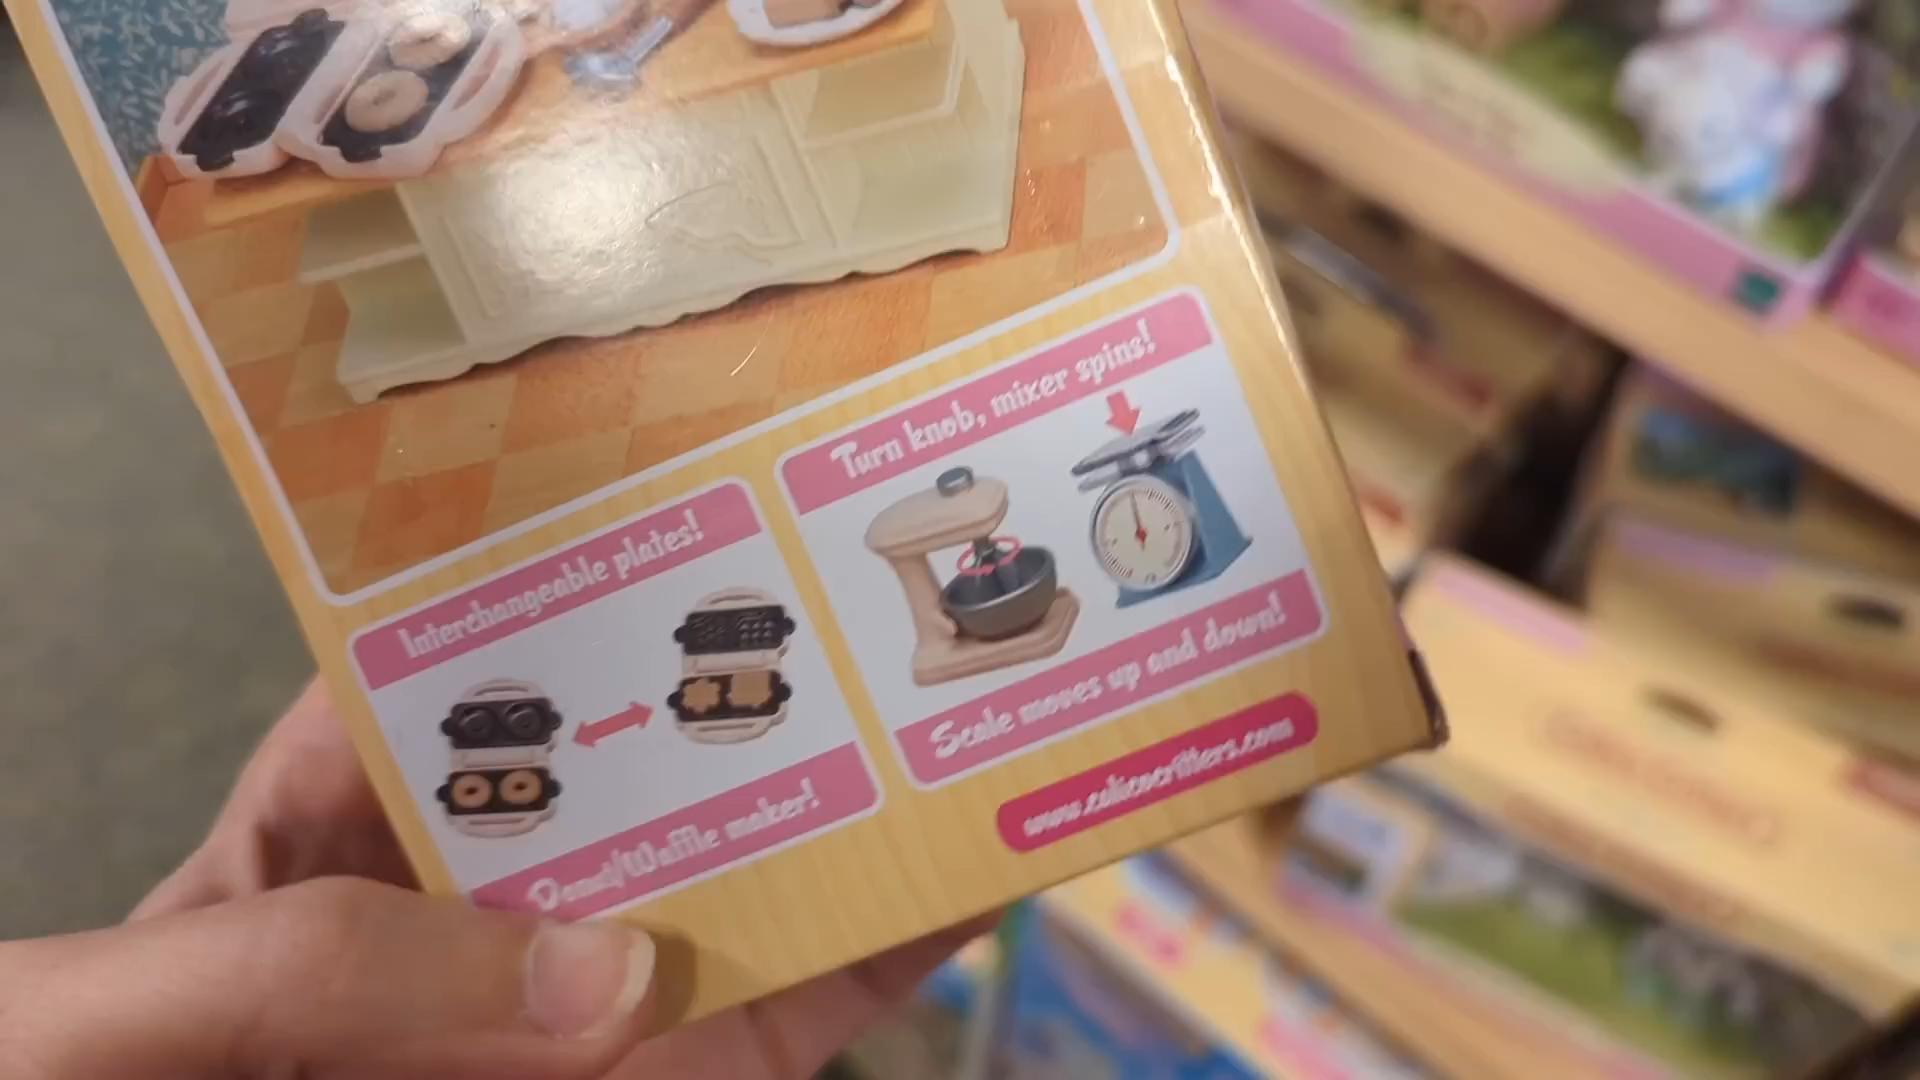 Turn knob, mixer spins!
Interchangeable plates!
Scale moves up and down!
Donut/Waffle maker!
www.calicocritters.com